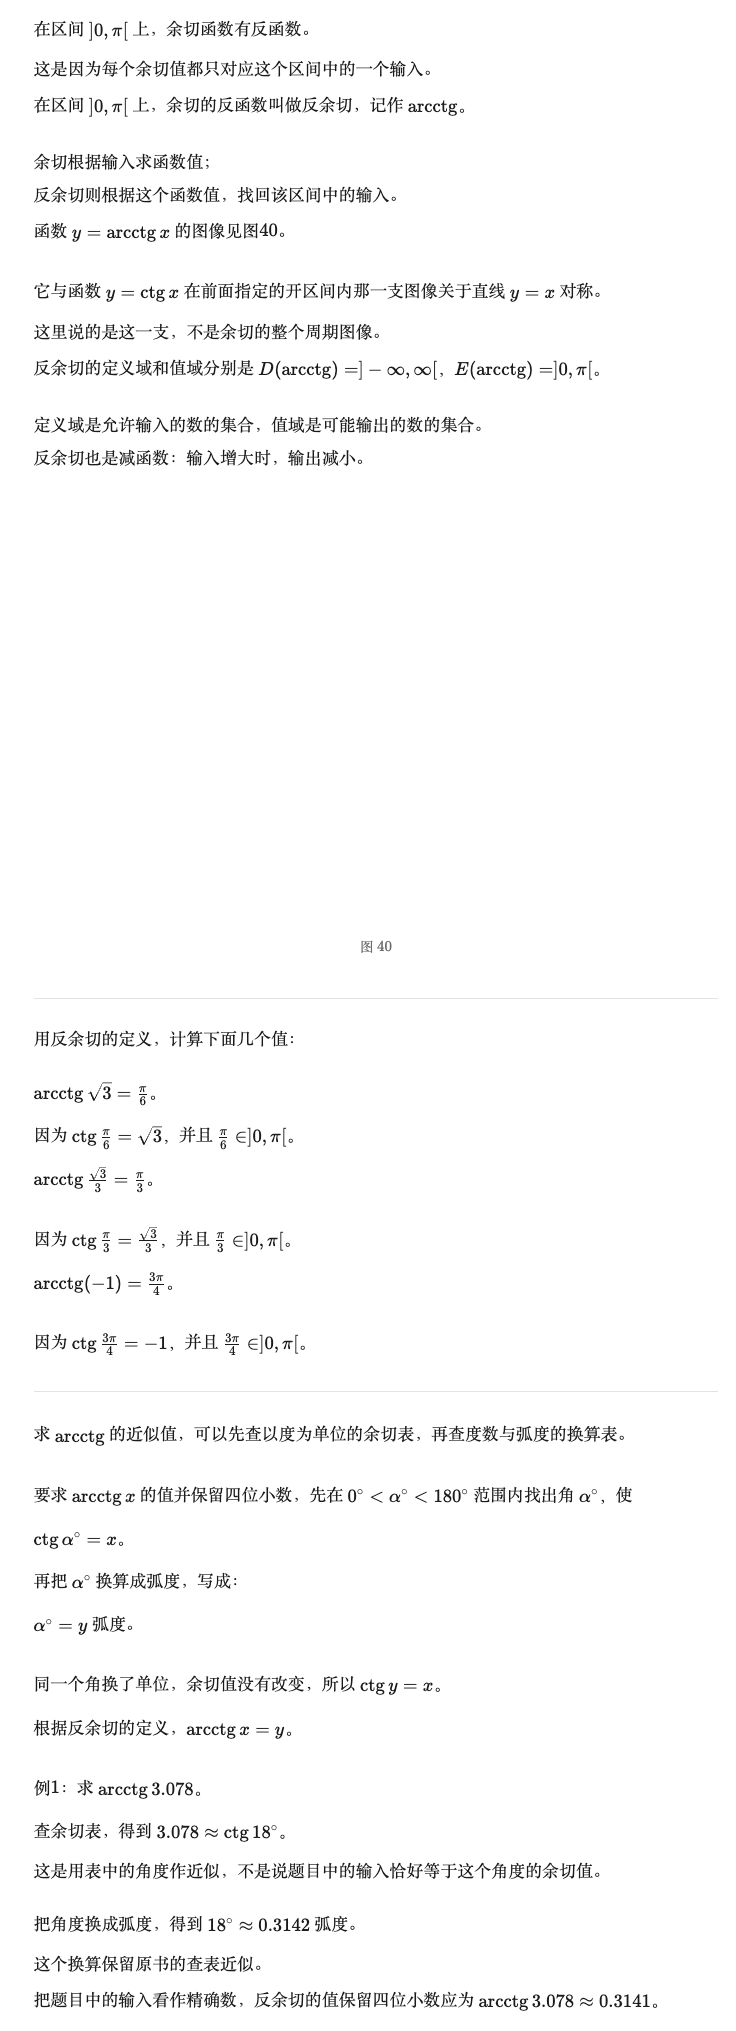 在区间 ]0, π[ 上，余切函数有反函数。
这是因为每个余切值都只对应这个区间中的一个输入。
在区间 ]0, π[ 上，余切的反函数叫做反余切，记作 arcctg。
余切根据输入求函数值；
反余切则根据这个函数值，找回该区间中的输入。
函数 y = arcctg x 的图像见图40。
它与函数 y = ctg x 在前面指定的开区间内那一支图像关于直线 y = x 对称。
这里说的是这一支，不是余切的整个周期图像。
反余切的定义域和值域分别是 D(arcctg) =] − ∞, ∞[，E(arcctg) =]0, π[。
定义域是允许输入的数的集合，值域是可能输出的数的集合。
反余切也是减函数：输入增大时，输出减小。
图 40
用反余切的定义，计算下面几个值：
arcctg √3 = π/6。
因为 ctg π/6 = √3，并且 π/6 ∈]0, π[。
arcctg √3/3 = π/3。
因为 ctg π/3 = √3/3，并且 π/3 ∈]0, π[。
arcctg(−1) = 3π/4。
因为 ctg 3π/4 = −1，并且 3π/4 ∈]0, π[。
求 arcctg 的近似值，可以先查以度为单位的余切表，再查度数与弧度的换算表。
要求 arcctg x 的值并保留四位小数，先在 0° < α° < 180° 范围内找出角 α°，使
ctg α° = x。
再把 α° 换算成弧度，写成：
α° = y 弧度。
同一个角换了单位，余切值没有改变，所以 ctg y = x。
根据反余切的定义，arcctg x = y。
例1：求 arcctg 3.078。
查余切表，得到 3.078 ≈ ctg 18°。
这是用表中的角度作近似，不是说题目中的输入恰好等于这个角度的余切值。
把角度换成弧度，得到 18° ≈ 0.3142 弧度。
这个换算保留原书的查表近似。
把题目中的输入看作精确数，反余切的值保留四位小数应为 arcctg 3.078 ≈ 0.3141。